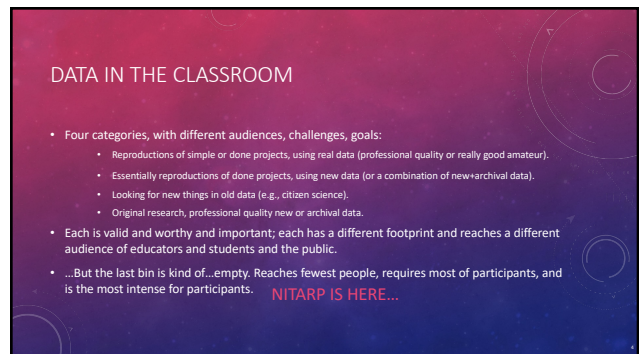 DATA IN THE CLASSROOM
• Four categories, with different audiences, challenges, goals:
• Reproductions of simple or done projects, using real data (professional quality or really good amateur).
• Essentially reproductions of done projects, using new data (or a combination of new+archival data).
• Looking for new things in old data (e.g., citizen science).
• Original research, professional quality new or archival data.
• Each is valid and worthy and important; each has a different footprint and reaches a different
audience of educators and students and the public.
• ...But the last bin is kind of...empty. Reaches fewest people, requires most of participants, and
is the most intense for participants.
NITARP IS HERE...